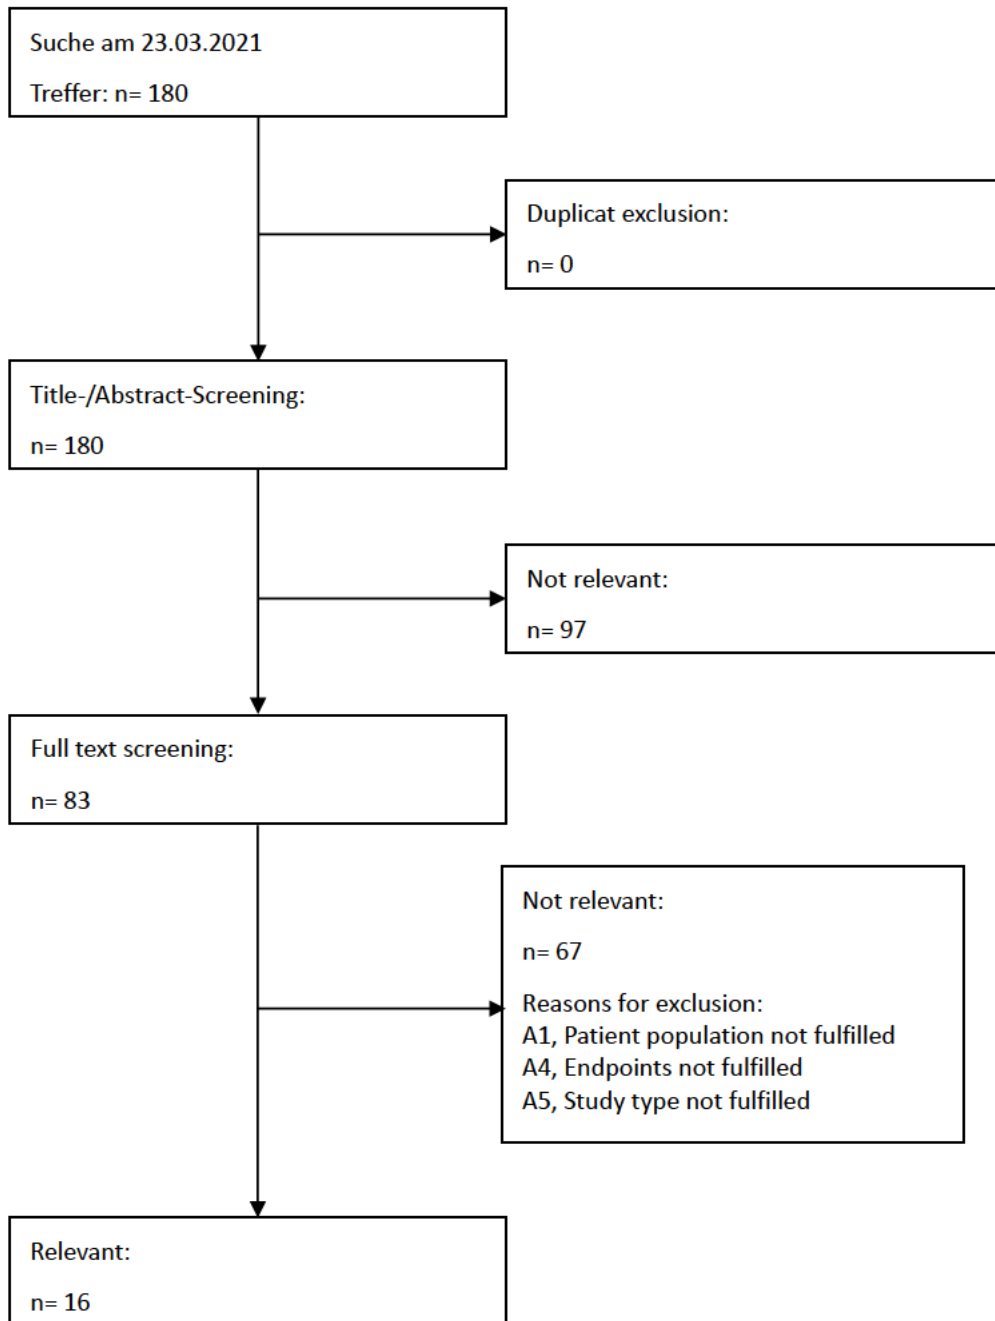 Suche am 23.03.2021
Treffer: n= 180
Duplicat exclusion:
n= 0
Title-/Abstract-Screening:
n= 180
Not relevant:
n= 97
Full text screening:
n= 83
Not relevant:
n= 67
Reasons for exclusion:
A1, Patient population not fulfilled
A4, Endpoints not fulfilled
A5, Study type not fulfilled
Relevant:
n= 16